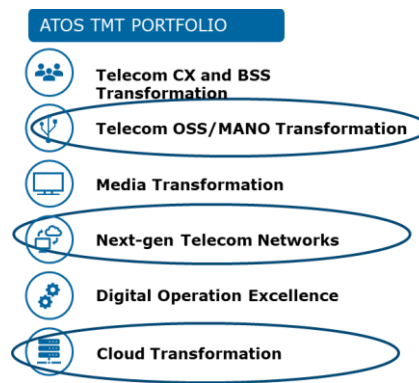 ATOS TMT PORTFOLIO
Telecom CX and BSS
Transformation
Telecom OSS/MANO Transformation
Media Transformation
Next-gen Telecom Networks
Digital Operation Excellence
Cloud Transformation